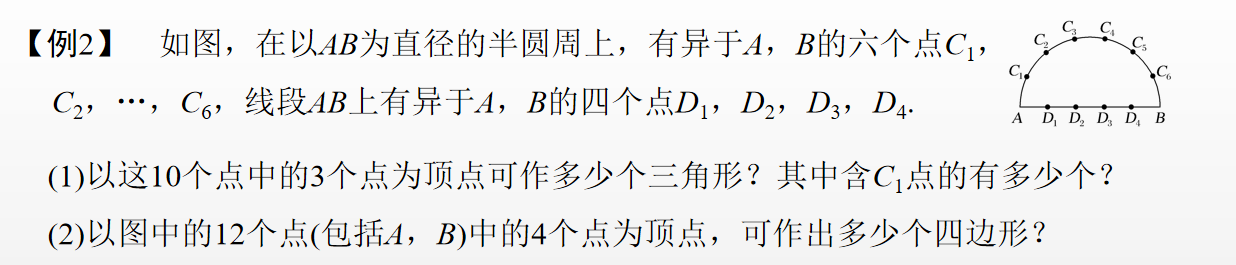 【例2】 如图，在以AB为直径的半圆周上，有异于A，B的六个点C₁，
C₂，…，C₆，线段AB上有异于A，B的四个点D₁，D₂，D₃，D₄.
(1)以这10个点中的3个点为顶点可作多少个三角形？其中含C₁点的有多少个？
(2)以图中的12个点(包括A，B)中的4个点为顶点，可作出多少个四边形？
C₃ C₄
C₂ C₅
C₁ C₆
A D₁ D₂ D₃ D₄ B